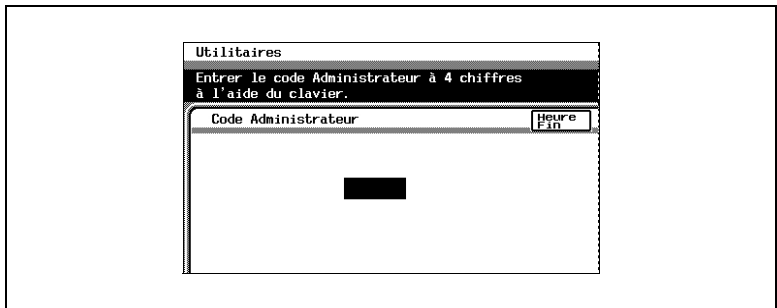 Utilitaires
Entrer le code Administrateur à 4 chiffres
à l'aide du clavier.
Code Administrateur
Heure
Fin